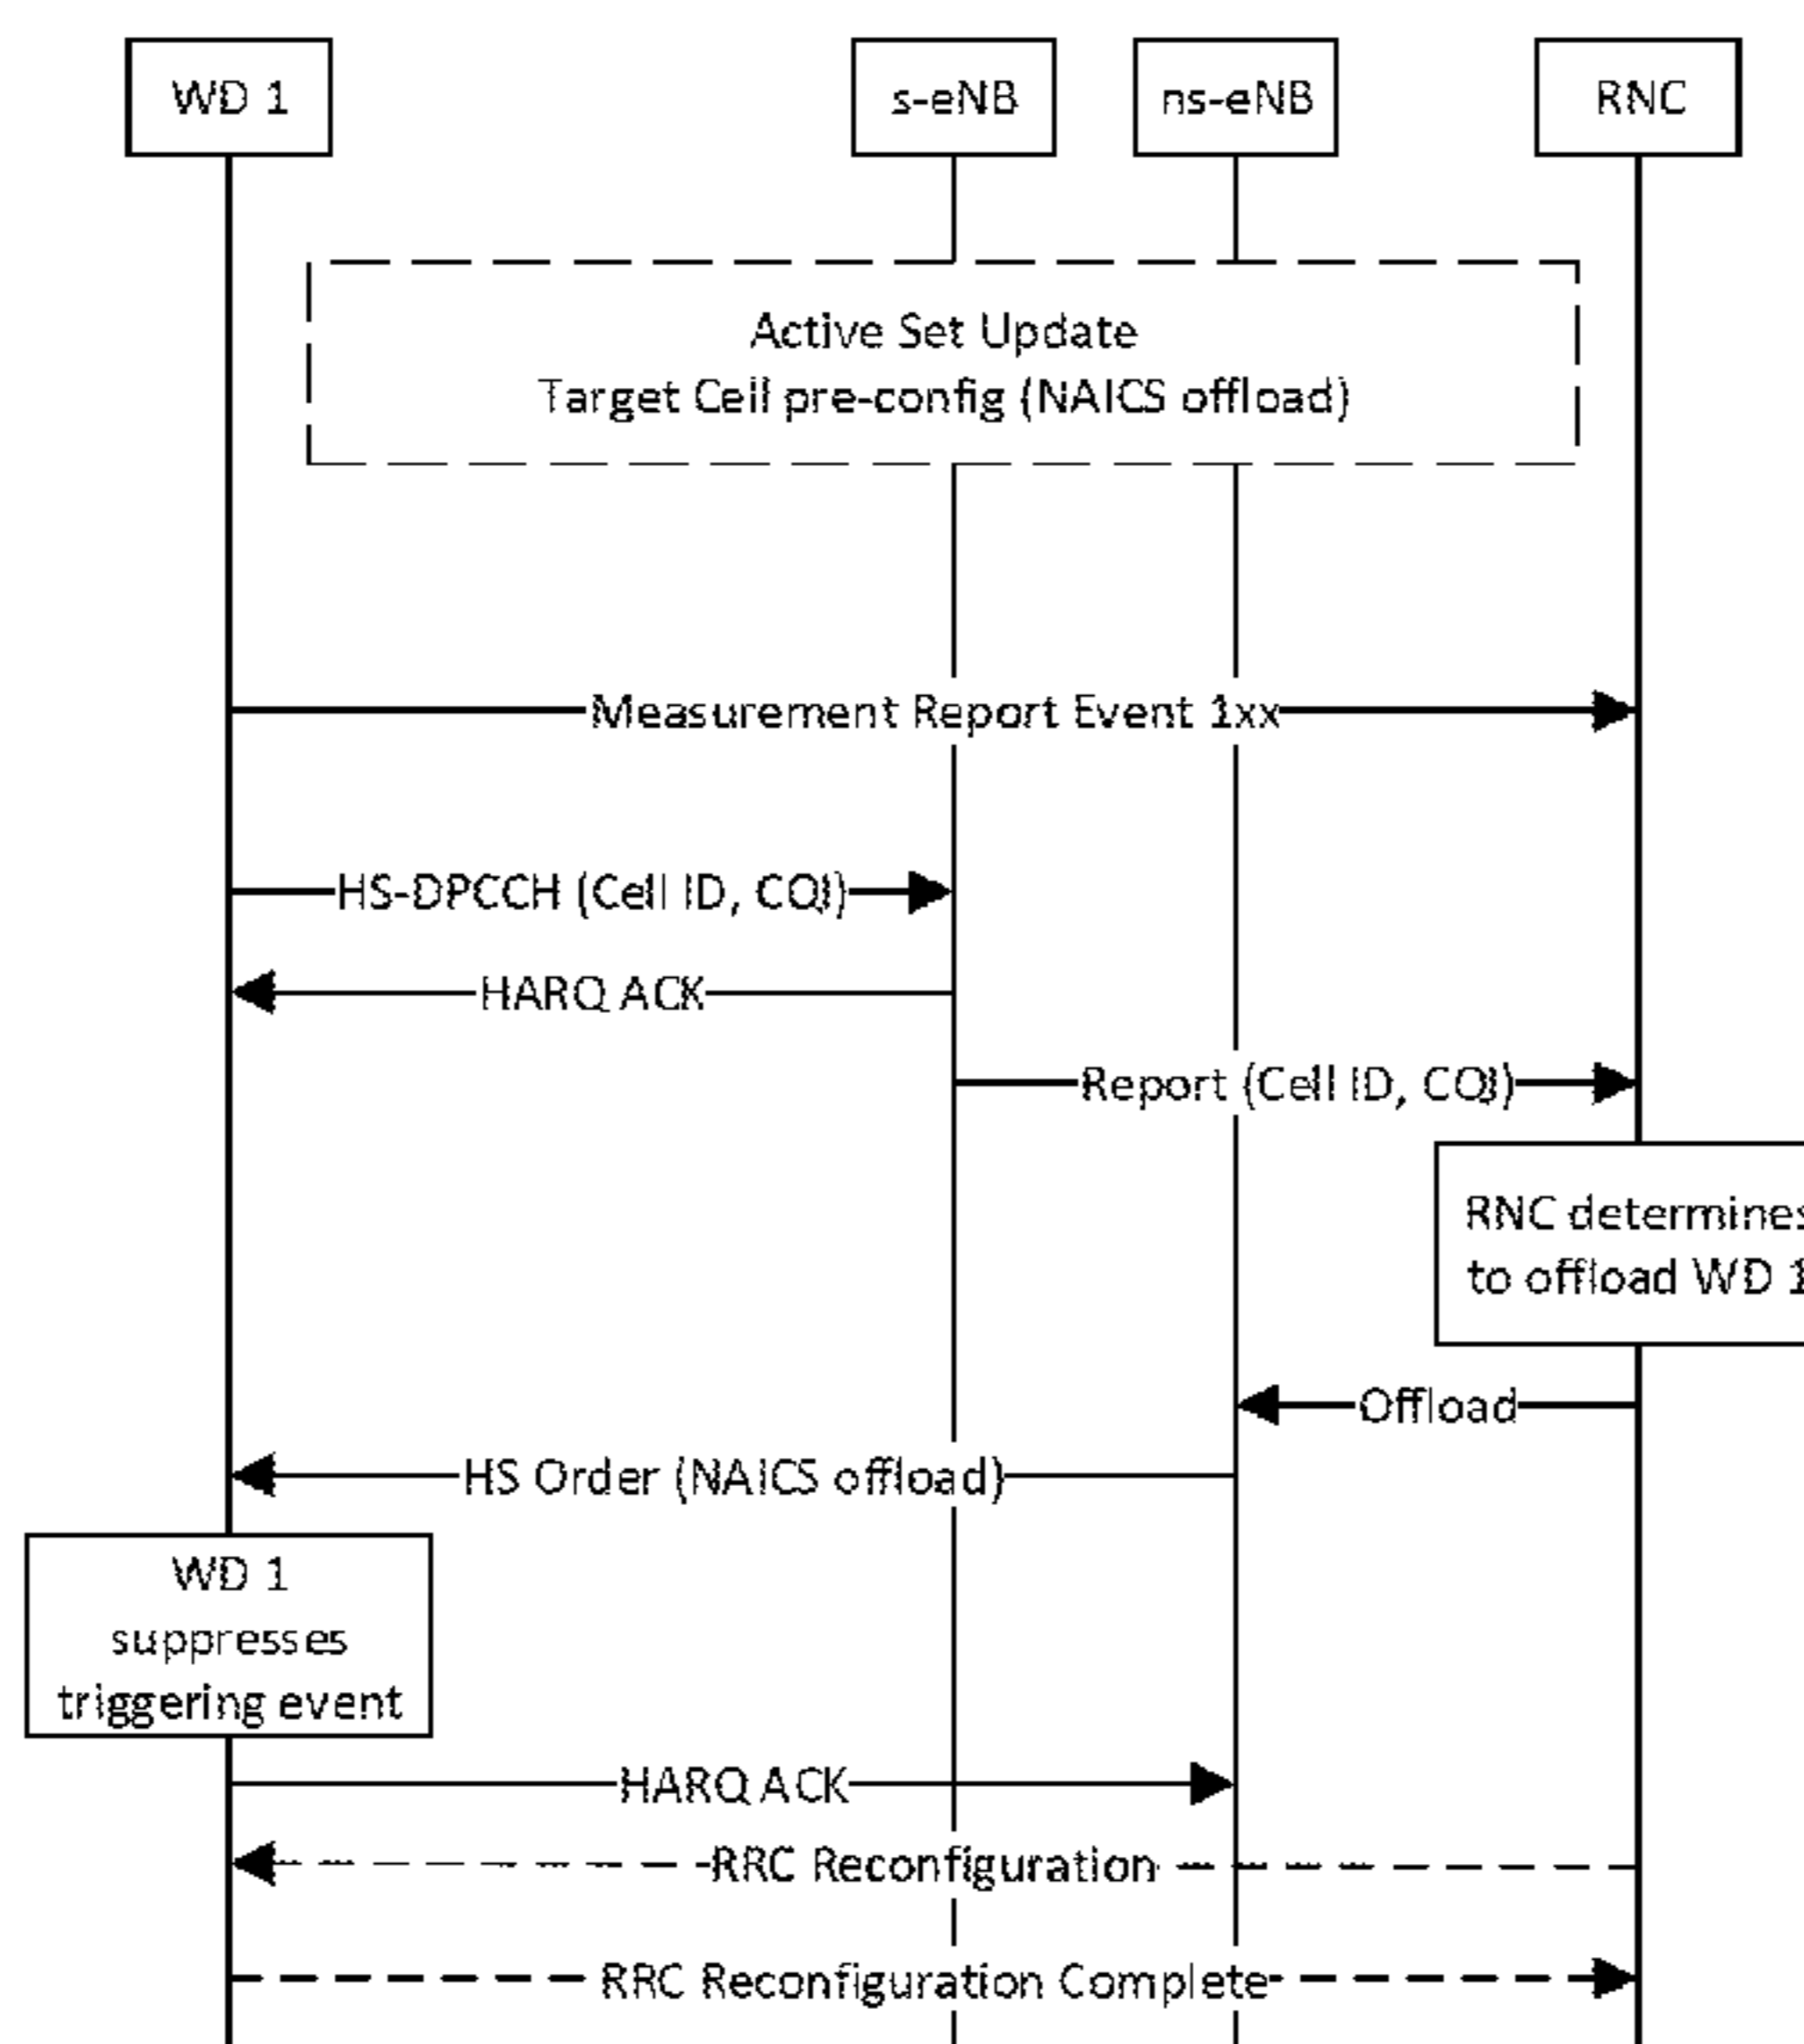 WD 1
s-eNB
ns-eNB
RNC
Active Set Update
Target Cell pre-config (NAICS offload)
Measurement Report Event 1xx
HS-DPCCH (Cell ID, CQI)
HARQ ACK
Report (Cell ID, CQI)
RNC determines
to offload WD 1
Offload
HS Order (NAICS offload)
WD 1
suppresses
triggering event
HARQ ACK
RRC Reconfiguration
RRC Reconfiguration Complete